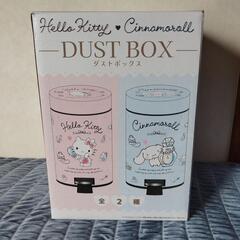 Hello Kitty ♥ Cinnamoroll
DUST BOX
ダストボックス
Hello Kitty
Cinnamoroll
全2種